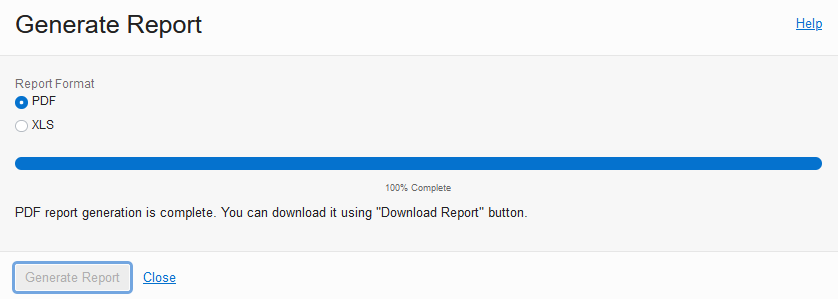 Generate Report
Help
Report Format
PDF
XLS
100% Complete
PDF report generation is complete. You can download it using "Download Report" button.
Generate Report
Close